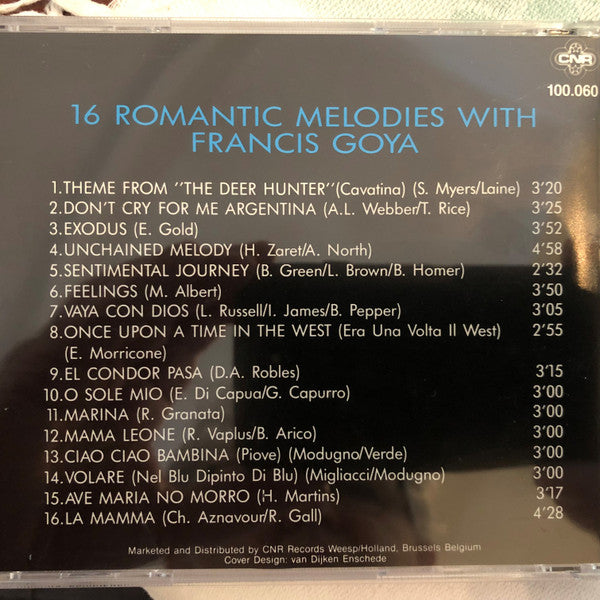 CNR
100.060
16 ROMANTIC MELODIES WITH
FRANCIS GOYA
1.THEME FROM "THE DEER HUNTER"(Cavatina) (S. Myers/Laine) 3'20
2.DON'T CRY FOR ME ARGENTINA (A.L. Webber/T. Rice) 3'25
3.EXODUS (E. Gold) 3'52
4.UNCHAINED MELODY (H. Zaret/A. North) 4'58
5.SENTIMENTAL JOURNEY (B. Green/L. Brown/B. Homer) 2'32
6.FEELINGS (M. Albert) 3'50
7.VAYA CON DIOS (L. Russell/I. James/B. Pepper) 3'05
8.ONCE UPON A TIME IN THE WEST (Era Una Volta Il West) 2'55
(E. Morricone)
9.EL CONDOR PASA (D.A. Robles) 3'15
10.O SOLE MIO (E. Di Capua/G. Capurro) 3'00
11.MARINA (R. Granata) 3'00
12.MAMA LEONE (R. Vaplus/B. Arico) 3'00
13.CIAO CIAO BAMBINA (Piove) (Modugno/Verde) 3'00
14.VOLARE (Nel Blu Dipinto Di Blu) (Migliacci/Modugno) 3'00
15.AVE MARIA NO MORRO (H. Martins) 3'17
16.LA MAMMA (Ch. Aznavour/R. Gall) 4'28
Marketed and Distributed by CNR Records Weesp/Holland, Brussels Belgium
Cover Design: van Dijken Enschede